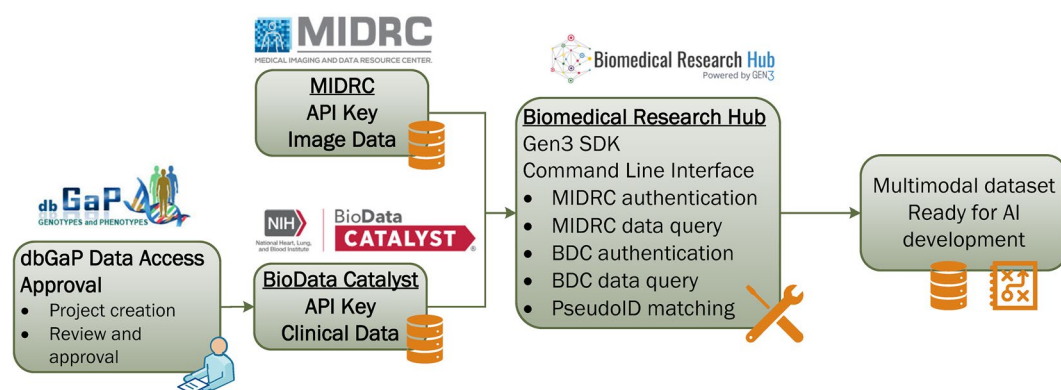 MIDRC
MEDICAL IMAGING AND DATA RESOURCE CENTER.
MIDRC
API Key
Image Data
db GaP
GENOTYPES and PHENOTYPES
dbGaP Data Access
Approval
• Project creation
• Review and
approval
NIH
National Heart, Lung,
and Blood Institute
BioData
CATALYST
BioData Catalyst
API Key
Clinical Data
Biomedical Research Hub
Powered by GEN3
Biomedical Research Hub
Gen3 SDK
Command Line Interface
• MIDRC authentication
• MIDRC data query
• BDC authentication
• BDC data query
• PseudoID matching
Multimodal dataset
Ready for AI
development